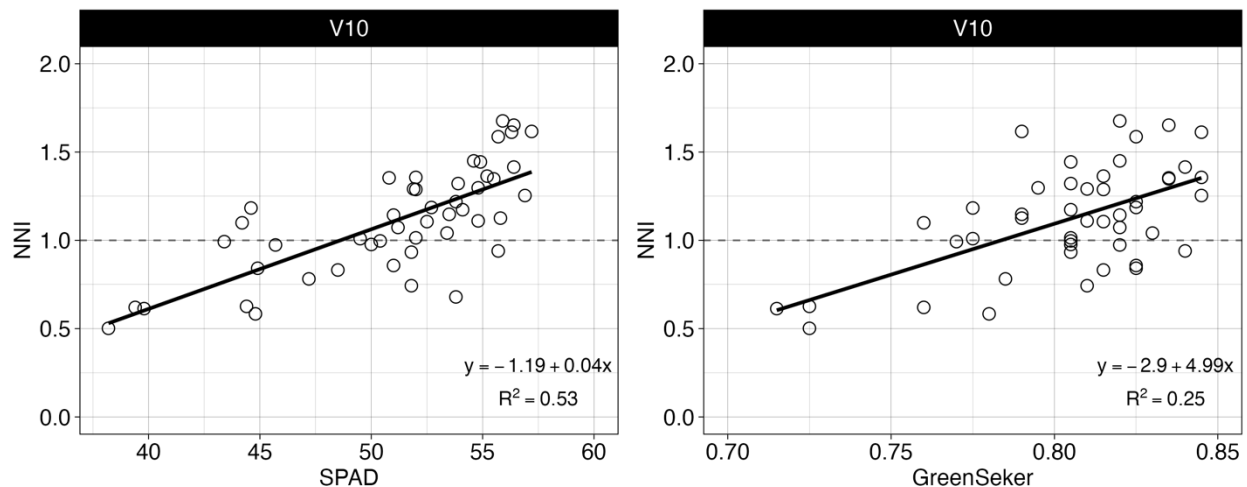 V10
NNI
2.0
1.5
1.0
0.5
0.0
y = − 1.19 + 0.04x
R² = 0.53
40 45 50 55 60
SPAD
V10
NNI
2.0
1.5
1.0
0.5
0.0
y = −2.9 + 4.99x
R² = 0.25
0.70 0.75 0.80 0.85
GreenSeker